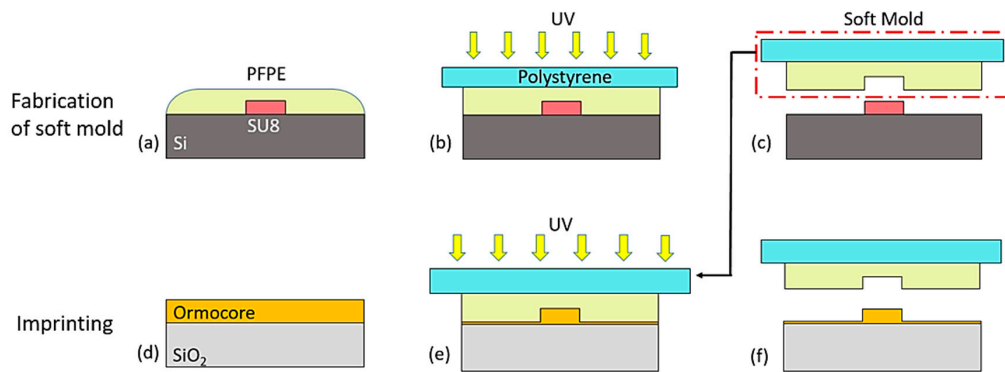 UV
Soft Mold
PFPE
Polystyrene
Fabrication
of soft mold
SU8
(a)
Si
(b)
(c)
UV
Imprinting
Ormocore
(d)
SiO₂
(e)
(f)